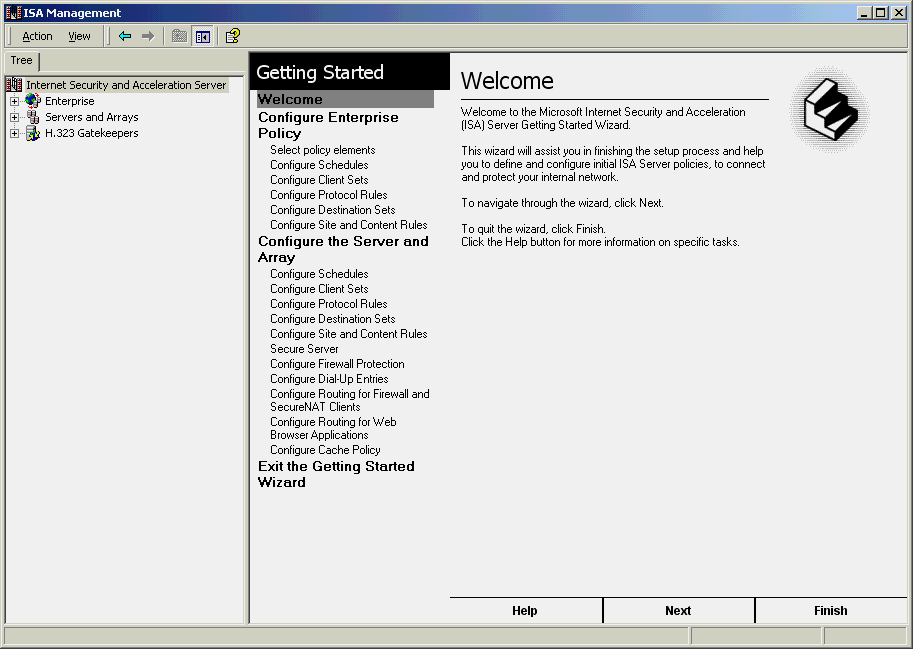 ISA Management
Action View
Tree
Internet Security and Acceleration Server
Enterprise
Servers and Arrays
H.323 Gatekeepers
Getting Started
Welcome
Configure Enterprise
Policy
Select policy elements
Configure Schedules
Configure Client Sets
Configure Protocol Rules
Configure Destination Sets
Configure Site and Content Rules
Configure the Server and
Array
Configure Schedules
Configure Client Sets
Configure Protocol Rules
Configure Destination Sets
Configure Site and Content Rules
Secure Server
Configure Firewall Protection
Configure Dial-Up Entries
Configure Routing for Firewall and
SecureNAT Clients
Configure Routing for Web
Browser Applications
Configure Cache Policy
Exit the Getting Started
Wizard
Welcome
Welcome to the Microsoft Internet Security and Acceleration
(ISA) Server Getting Started Wizard.
This wizard will assist you in finishing the setup process and help
you to define and configure initial ISA Server policies, to connect
and protect your internal network.
To navigate through the wizard, click Next.
To quit the wizard, click Finish.
Click the Help button for more information on specific tasks.
Help Next Finish